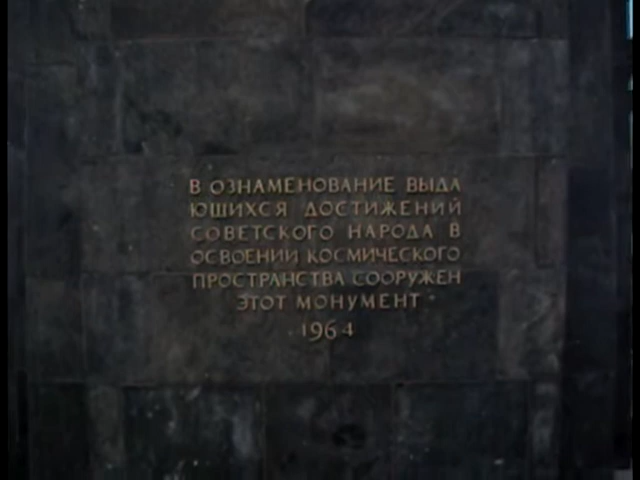 В ОЗНАМЕНОВАНИЕ ВЫДА
ЮЩИХСЯ ДОСТИЖЕНИЙ
СОВЕТСКОГО НАРОДА В
ОСВОЕНИИ КОСМИЧЕСКОГО
ПРОСТРАНСТВА СООРУЖЕН
ЭТОТ МОНУМЕНТ
1964